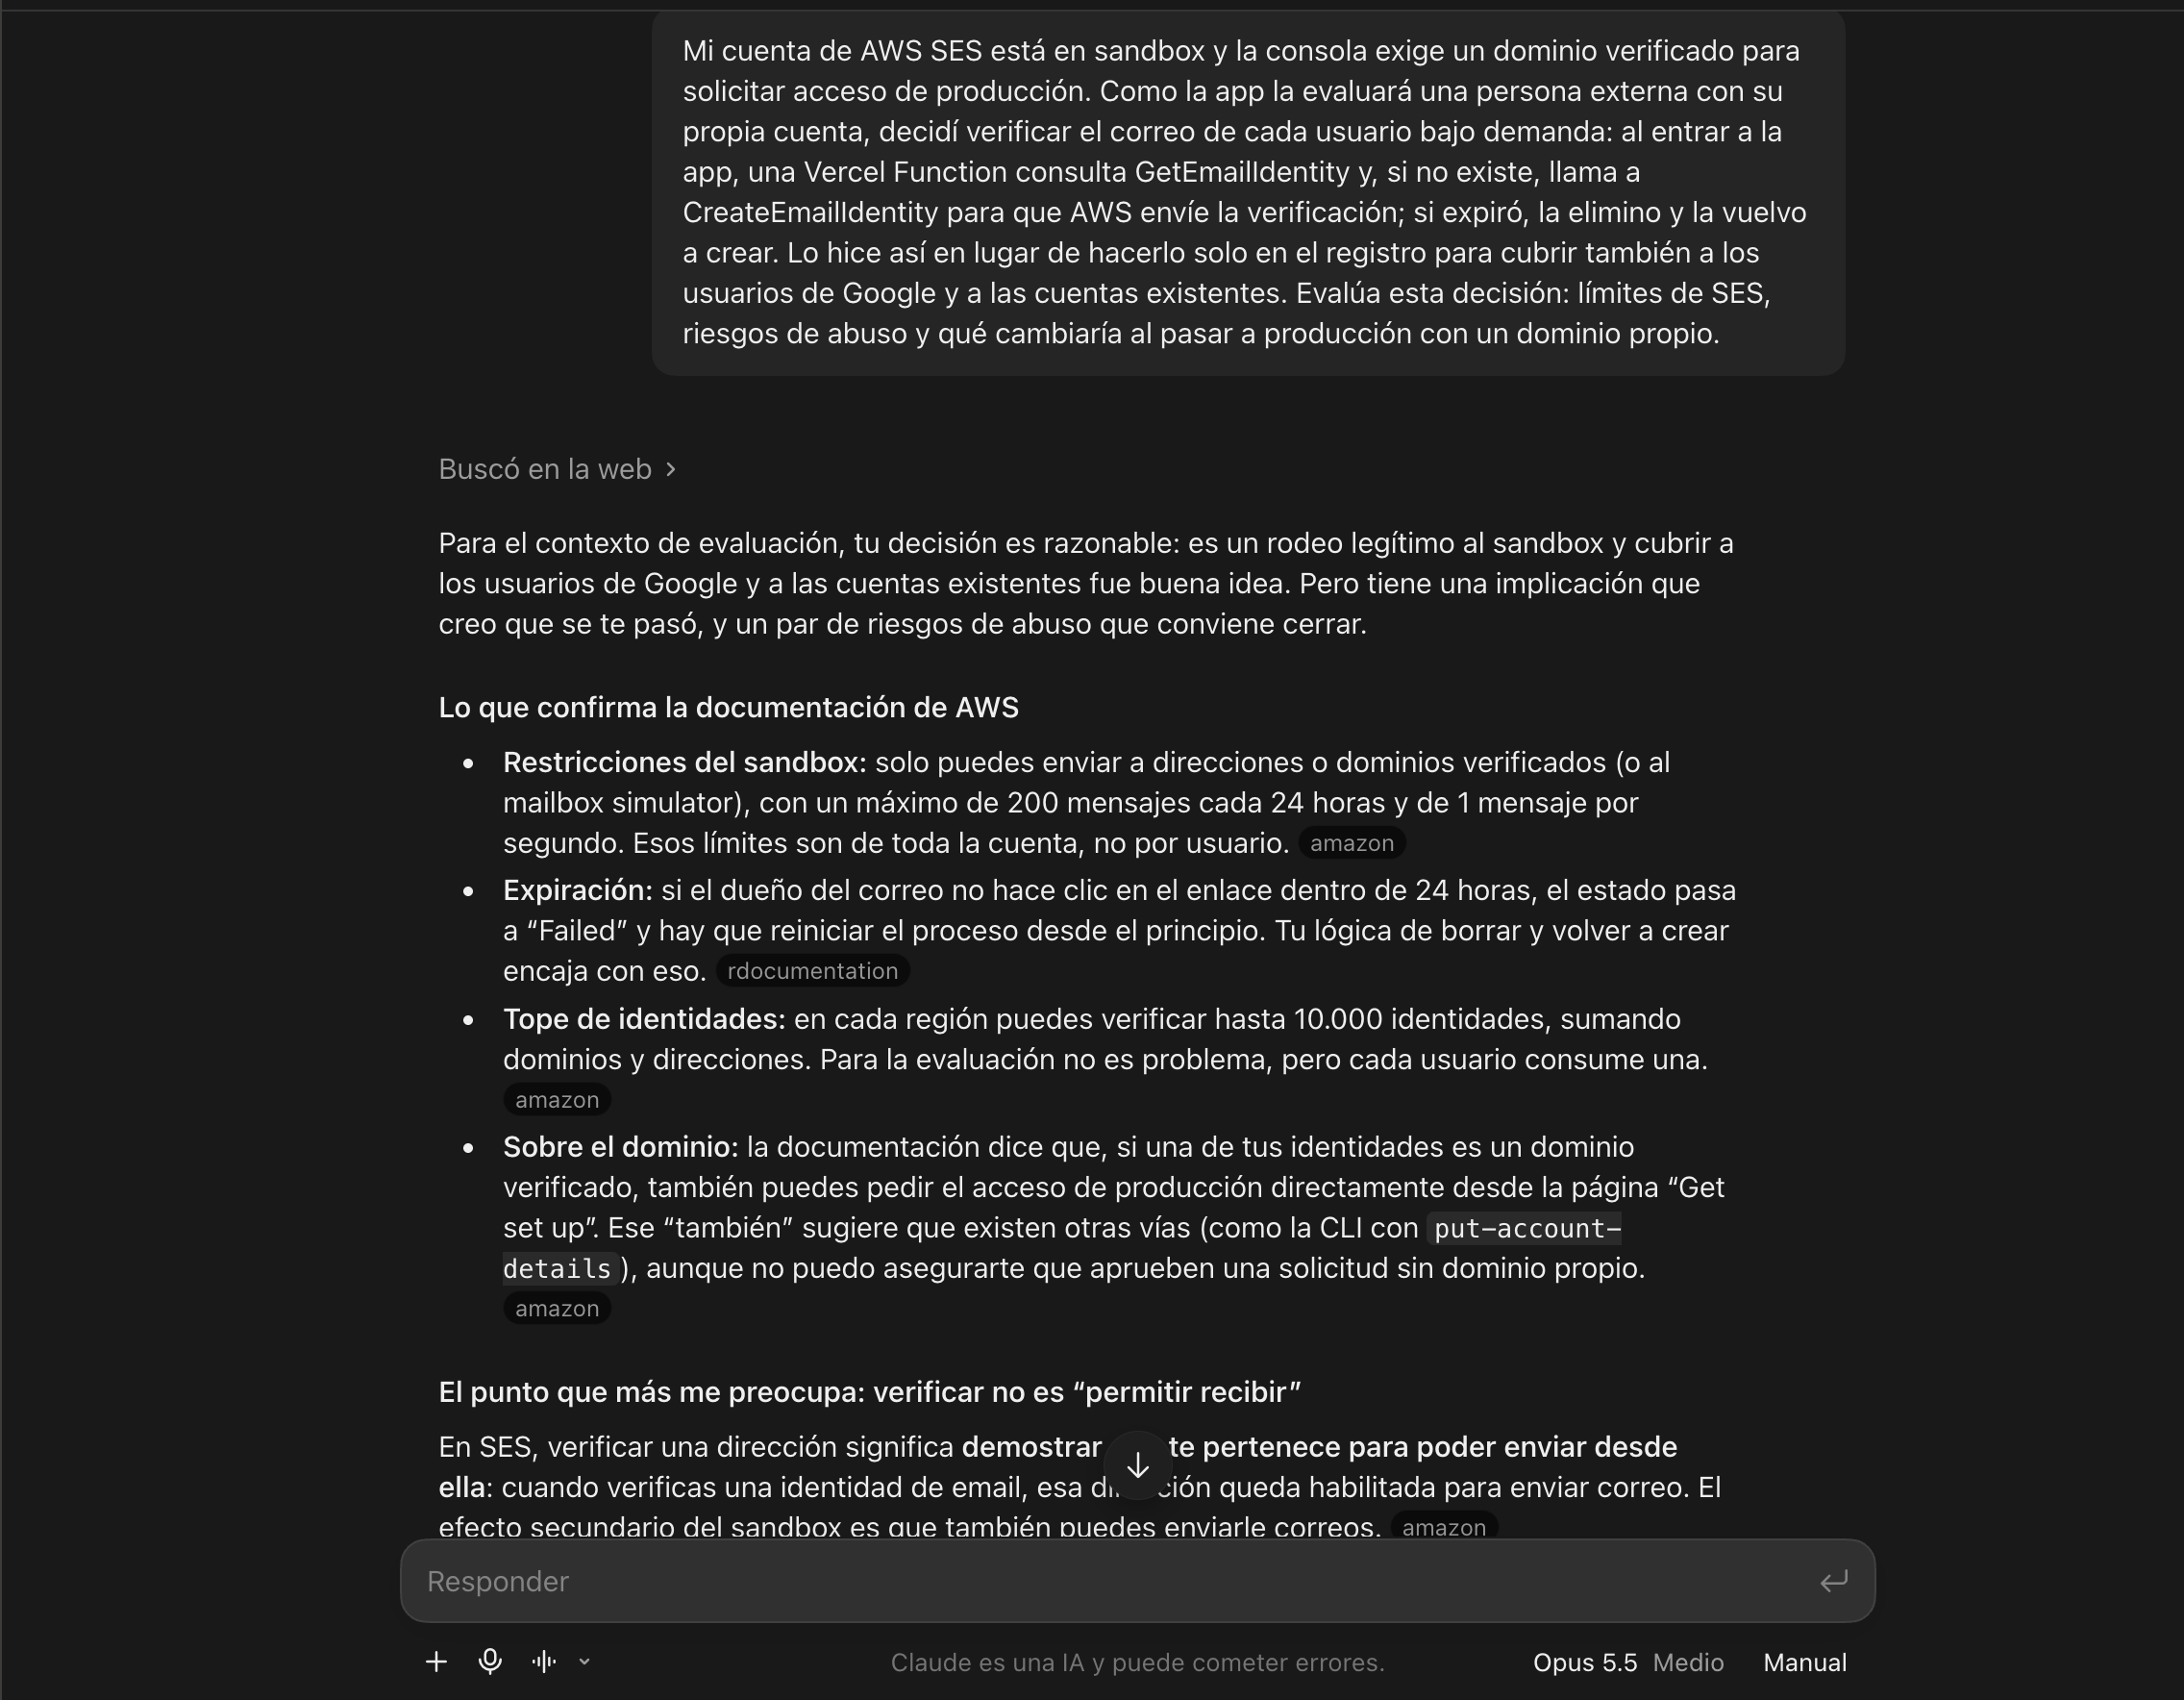 Mi cuenta de AWS SES está en sandbox y la consola exige un dominio verificado para
solicitar acceso de producción. Como la app la evaluará una persona externa con su
propia cuenta, decidí verificar el correo de cada usuario bajo demanda: al entrar a la
app, una Vercel Function consulta GetEmailIdentity y, si no existe, llama a
CreateEmailIdentity para que AWS envíe la verificación; si expiró, la elimino y la vuelvo
a crear. Lo hice así en lugar de hacerlo solo en el registro para cubrir también a los
usuarios de Google y a las cuentas existentes. Evalúa esta decisión: límites de SES,
riesgos de abuso y qué cambiaría al pasar a producción con un dominio propio.
Buscó en la web
Para el contexto de evaluación, tu decisión es razonable: es un rodeo legítimo al sandbox y cubrir a
los usuarios de Google y a las cuentas existentes fue buena idea. Pero tiene una implicación que
creo que se te pasó, y un par de riesgos de abuso que conviene cerrar.
Lo que confirma la documentación de AWS
• Restricciones del sandbox: solo puedes enviar a direcciones o dominios verificados (o al
mailbox simulator), con un máximo de 200 mensajes cada 24 horas y de 1 mensaje por
segundo. Esos límites son de toda la cuenta, no por usuario. amazon
• Expiración: si el dueño del correo no hace clic en el enlace dentro de 24 horas, el estado pasa
a “Failed” y hay que reiniciar el proceso desde el principio. Tu lógica de borrar y volver a crear
encaja con eso. rdocumentation
• Tope de identidades: en cada región puedes verificar hasta 10.000 identidades, sumando
dominios y direcciones. Para la evaluación no es problema, pero cada usuario consume una.
amazon
• Sobre el dominio: la documentación dice que, si una de tus identidades es un dominio
verificado, también puedes pedir el acceso de producción directamente desde la página “Get
set up”. Ese “también” sugiere que existen otras vías (como la CLI con put-account-
details), aunque no puedo asegurarte que aprueben una solicitud sin dominio propio.
amazon
El punto que más me preocupa: verificar no es “permitir recibir”
En SES, verificar una dirección significa demostrar te pertenece para poder enviar desde
ella: cuando verificas una identidad de email, esa queda habilitada para enviar correo. El
efecto secundario del sandbox es que también puedes enviarle correos. amazon
Responder
Claude es una IA y puede cometer errores.
Opus 5.5 Medio Manual